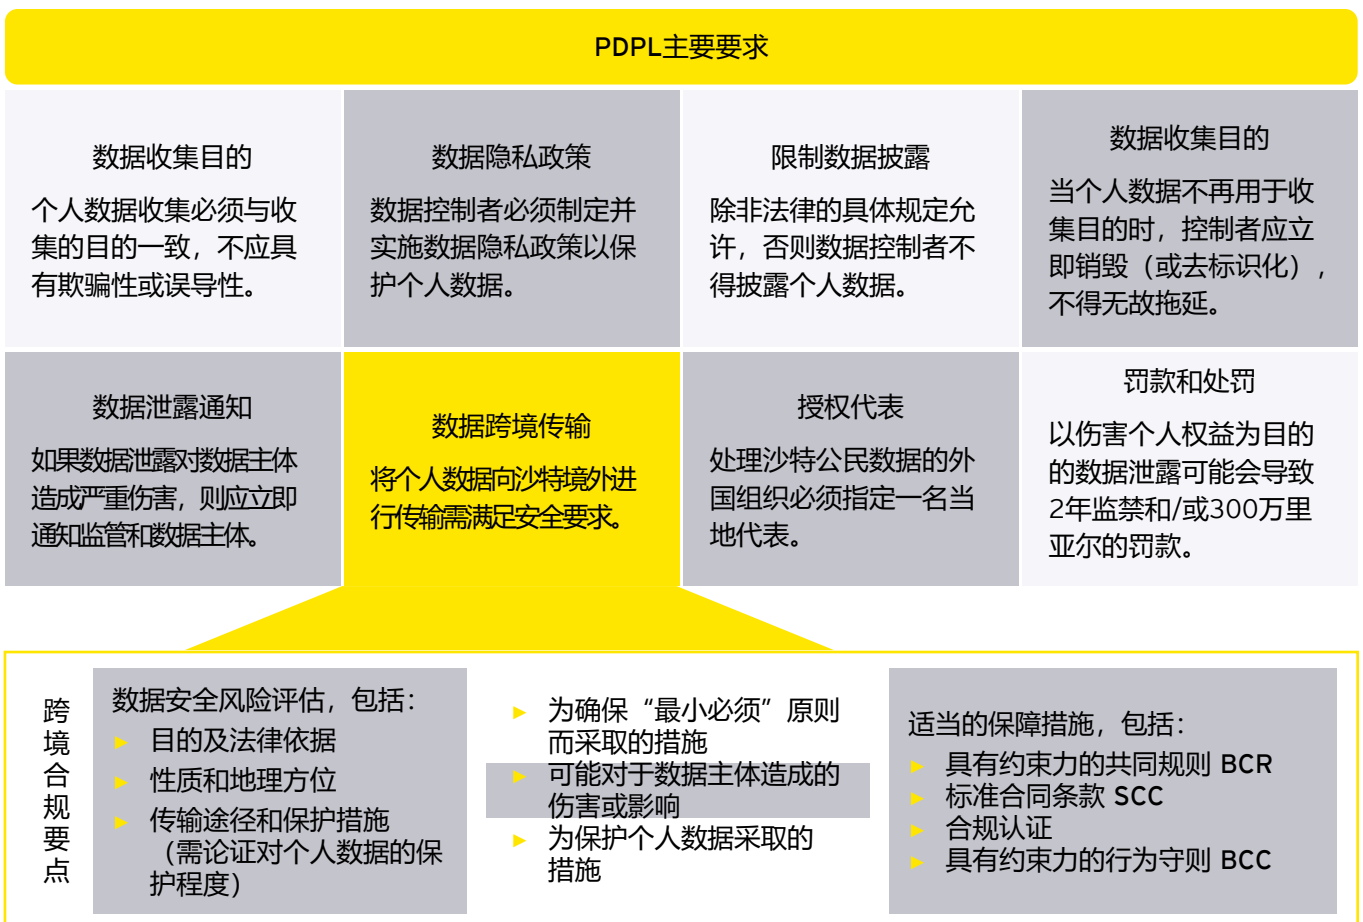 PDPL主要要求
数据收集目的
个人数据收集必须与收
集的目的一致，不应具
有欺骗性或误导性。
数据隐私政策
数据控制者必须制定并
实施数据隐私政策以保
护个人数据。
限制数据披露
除非法律的具体规定允
许，否则数据控制者不
得披露个人数据。
数据收集目的
当个人数据不再用于收
集目的时，控制者应立
即销毁（或去标识化），
不得无故拖延。
数据泄露通知
如果数据泄露对数据主体
造成严重伤害，则应立即
通知监管和数据主体。
数据跨境传输
将个人数据向沙特境外进
行传输需满足安全要求。
授权代表
处理沙特公民数据的外
国组织必须指定一名当
地代表。
罚款和处罚
以伤害个人权益为目的
的数据泄露可能会导致
2年监禁和/或300万里
亚尔的罚款。
跨境合规要点
数据安全风险评估，包括：
► 目的及法律依据
► 性质和地理方位
► 传输途径和保护措施
（需论证对个人数据的保
护程度）
► 为确保“最小必须”原则
而采取的措施
► 可能对于数据主体造成的
伤害或影响
► 为保护个人数据采取的
措施
适当的保障措施，包括：
► 具有约束力的共同规则 BCR
► 标准合同条款 SCC
► 合规认证
► 具有约束力的行为守则 BCC